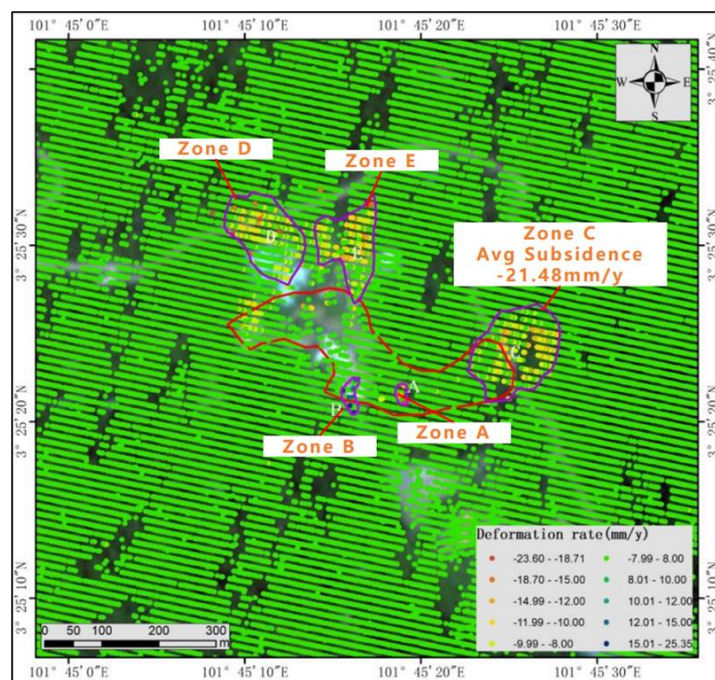 101° 45′0″E 101° 45′10″E 101° 45′20″E 101° 45′30″E
3° 25′40″N
3° 25′40″N
N
W E
S
Zone D
Zone E
3° 25′30″N
3° 25′30″N
Zone C
Avg Subsidence
-21.48mm/y
D
E
C
A
B
3° 25′20″N
3° 25′20″N
Zone B
Zone A
Deformation rate(mm/y)
-23.60 - -18.71 -7.99 - 8.00
-18.70 - -15.00 8.01 - 10.00
-14.99 - -12.00 10.01 - 12.00
-11.99 - -10.00 12.01 - 15.00
-9.99 - -8.00 15.01 - 25.35
3° 25′10″N
3° 25′10″N
0 50 100 200 300
m
101° 45′0″E 101° 45′10″E 101° 45′20″E 101° 45′30″E